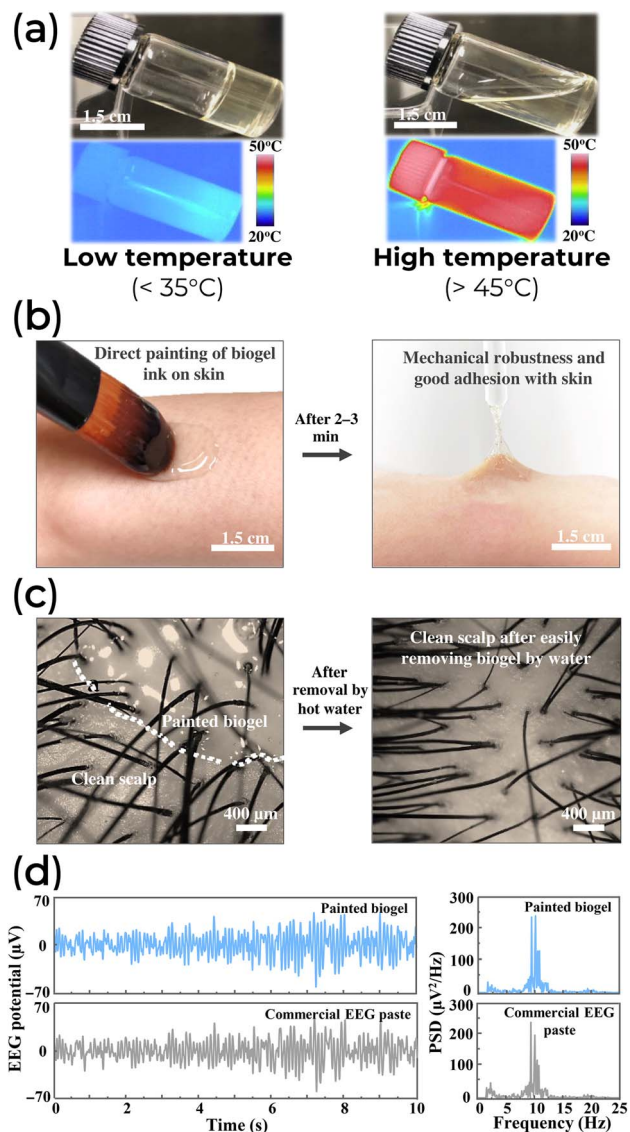 (a)
1.5 cm
1.5 cm
50°C
20°C
50°C
20°C
Low temperature
(< 35°C)
High temperature
(> 45°C)
(b)
Direct painting of biogel
ink on skin
1.5 cm
After 2–3
min
Mechanical robustness and
good adhesion with skin
1.5 cm
(c)
Painted biogel
Clean scalp
400 μm
After
removal by
hot water
Clean scalp after easily
removing biogel by water
400 μm
(d)
EEG potential (μV)
70
0
−70
Painted biogel
70
0
−70
Commercial EEG paste
0 2 4 6 8 10
Time (s)
PSD (μV²/Hz)
300
200
100
0
Painted biogel
300
200
100
0
Commercial EEG
paste
0 5 10 15 20 25
Frequency (Hz)